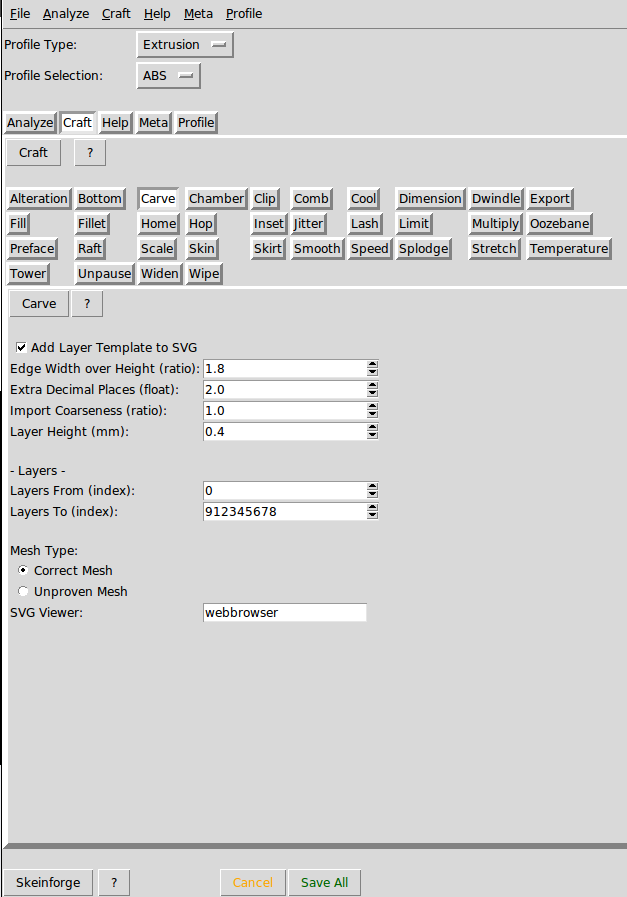 File Analyze Craft Help Meta Profile
Profile Type: Extrusion
Profile Selection: ABS
Analyze Craft Help Meta Profile
Craft ?
Alteration Bottom Carve Chamber Clip Comb Cool Dimension Dwindle Export
Fill Fillet Home Hop Inset Jitter Lash Limit Multiply Oozebane
Preface Raft Scale Skin Skirt Smooth Speed Splodge Stretch Temperature
Tower Unpause Widen Wipe
Carve ?
Add Layer Template to SVG
Edge Width over Height (ratio): 1.8
Extra Decimal Places (float): 2.0
Import Coarseness (ratio): 1.0
Layer Height (mm): 0.4
- Layers -
Layers From (index): 0
Layers To (index): 912345678
Mesh Type:
Correct Mesh
Unproven Mesh
SVG Viewer: webbrowser
Skeinforge ? Cancel Save All